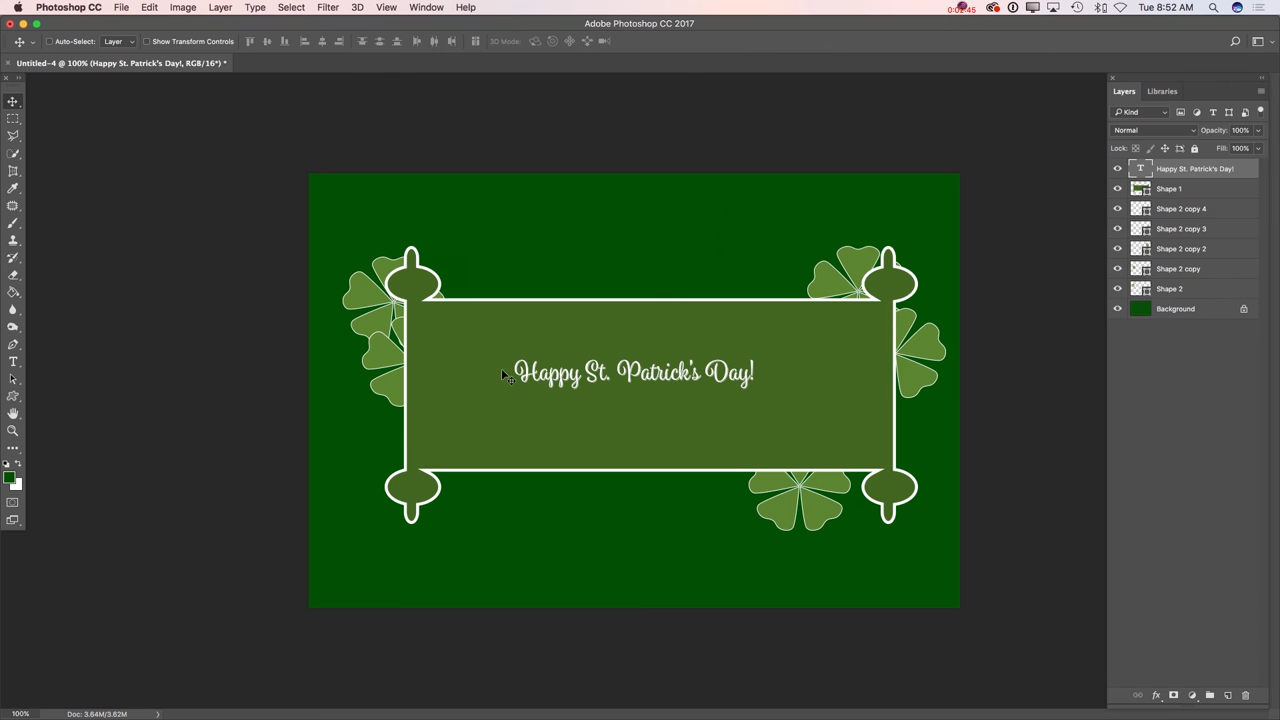 Photoshop CC File Edit Image Layer Type Select Filter 3D View Window Help
0:02:45
Tue 8:52 AM
Adobe Photoshop CC 2017
Auto-Select: Layer Show Transform Controls 3D Mode:
Untitled-4 @ 100% (Happy St. Patrick's Day!, RGB/16*) *
Layers Libraries
Kind
Normal Opacity: 100%
Lock: Fill: 100%
T Happy St. Patrick's Day!
Shape 1
Shape 2 copy 4
Shape 2 copy 3
Shape 2 copy 2
Shape 2 copy
Shape 2
Background
Happy St. Patrick's Day!
100% Doc: 3.64M/3.62M
fx